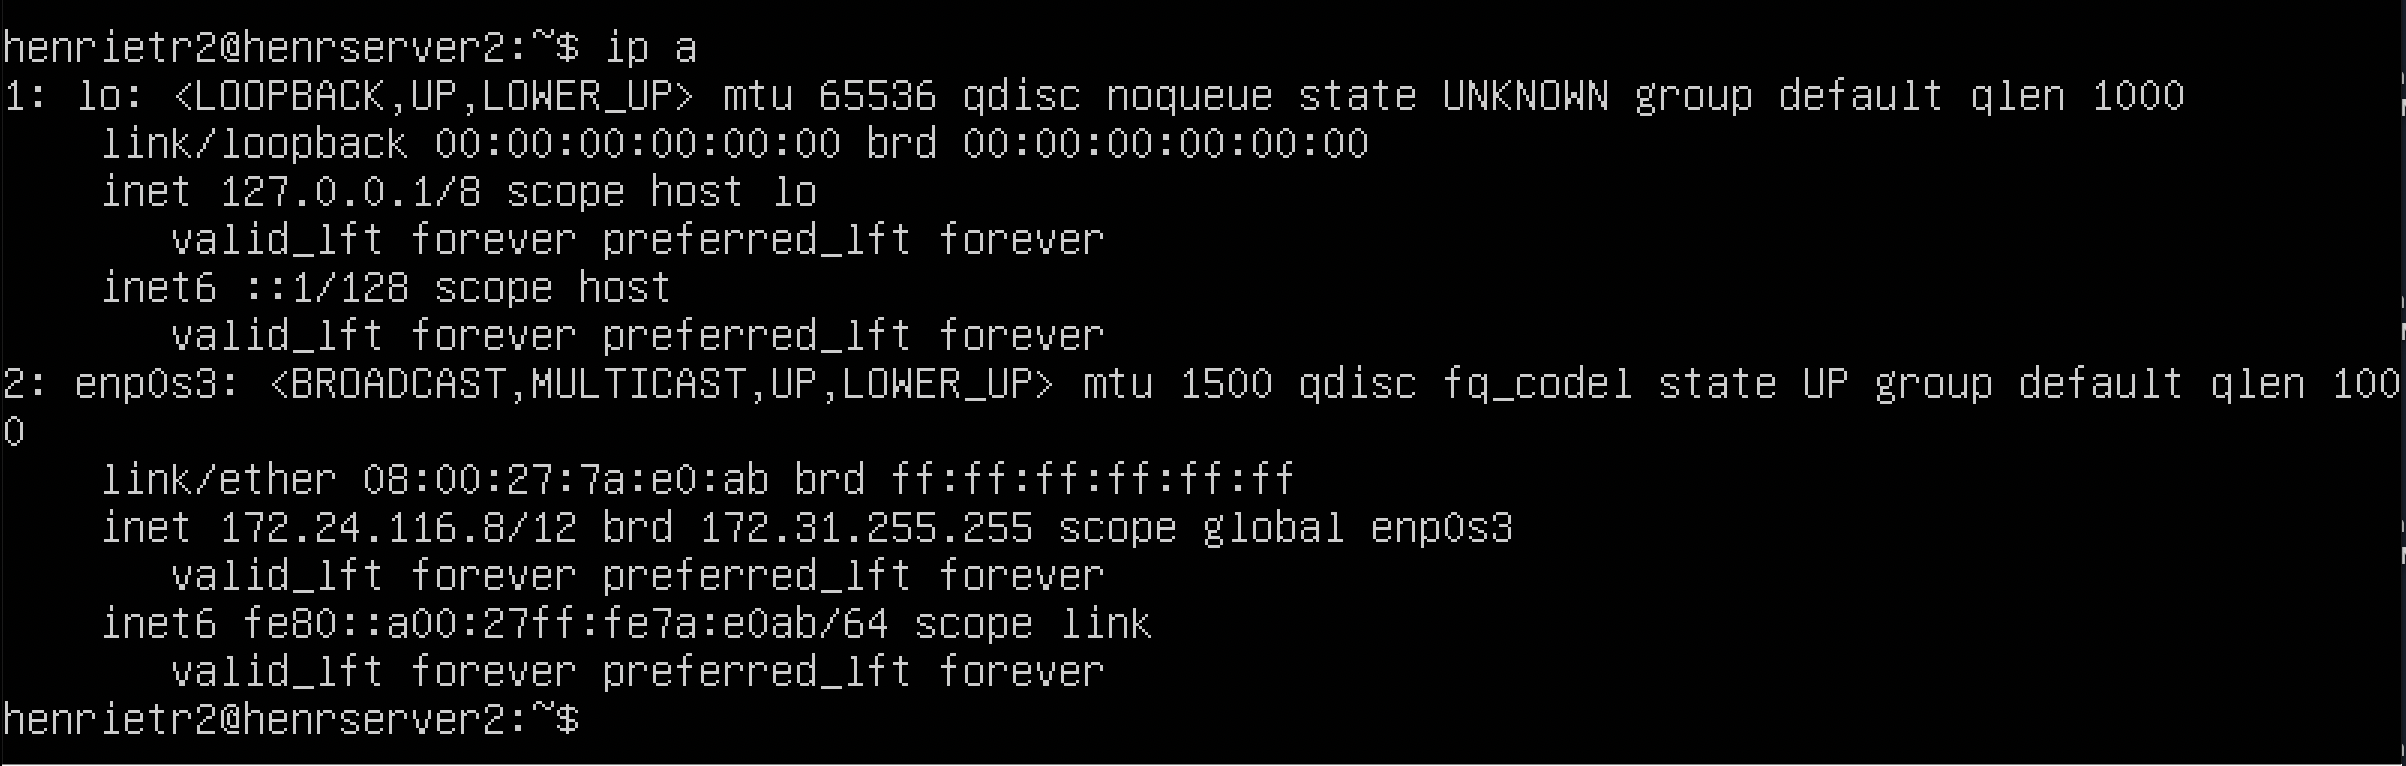 henrietr2@henrserver2:~$ ip a
1: lo: <LOOPBACK,UP,LOWER_UP> mtu 65536 qdisc noqueue state UNKNOWN group default qlen 1000
    link/loopback 00:00:00:00:00:00 brd 00:00:00:00:00:00
    inet 127.0.0.1/8 scope host lo
       valid_lft forever preferred_lft forever
    inet6 ::1/128 scope host
       valid_lft forever preferred_lft forever
2: enp0s3: <BROADCAST,MULTICAST,UP,LOWER_UP> mtu 1500 qdisc fq_codel state UP group default qlen 100
0
    link/ether 08:00:27:7a:e0:ab brd ff:ff:ff:ff:ff:ff
    inet 172.24.116.8/12 brd 172.31.255.255 scope global enp0s3
       valid_lft forever preferred_lft forever
    inet6 fe80::a00:27ff:fe7a:e0ab/64 scope link
       valid_lft forever preferred_lft forever
henrietr2@henrserver2:~$